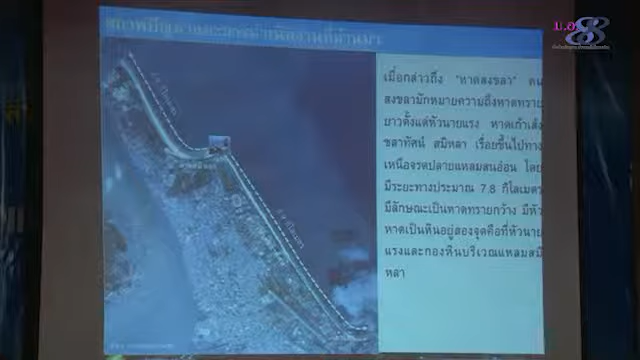 เมื่อกล่าวถึง "หาดสงขลา" คน
สงขลามักหมายความถึงหาดทราย
ยาวตั้งแต่หัวนายแรง หาดเก้าเส้ง
ชลาทัศน์ สมิหลา เรื่อยขึ้นไปทาง
เหนือจรดปลายแหลมสนอ่อน โดย
มีระยะทางประมาณ 7.8 กิโลเมตร
มีลักษณะเป็นหาดทรายกว้าง มีหัว
หาดเป็นหินอยู่สองจุดคือที่หัวนาย
แรงและกองหินบริเวณแหลมสมิ
หลา